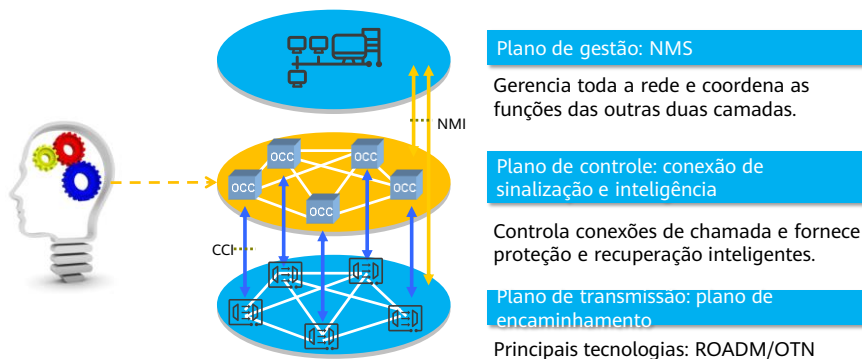 Plano de gestão: NMS
Gerencia toda a rede e coordena as
funções das outras duas camadas.
NMI
OCC
OCC
OCC
OCC
OCC
Plano de controle: conexão de
sinalização e inteligência
Controla conexões de chamada e fornece
proteção e recuperação inteligentes.
CCI
Plano de transmissão: plano de
encaminhamento
Principais tecnologias: ROADM/OTN